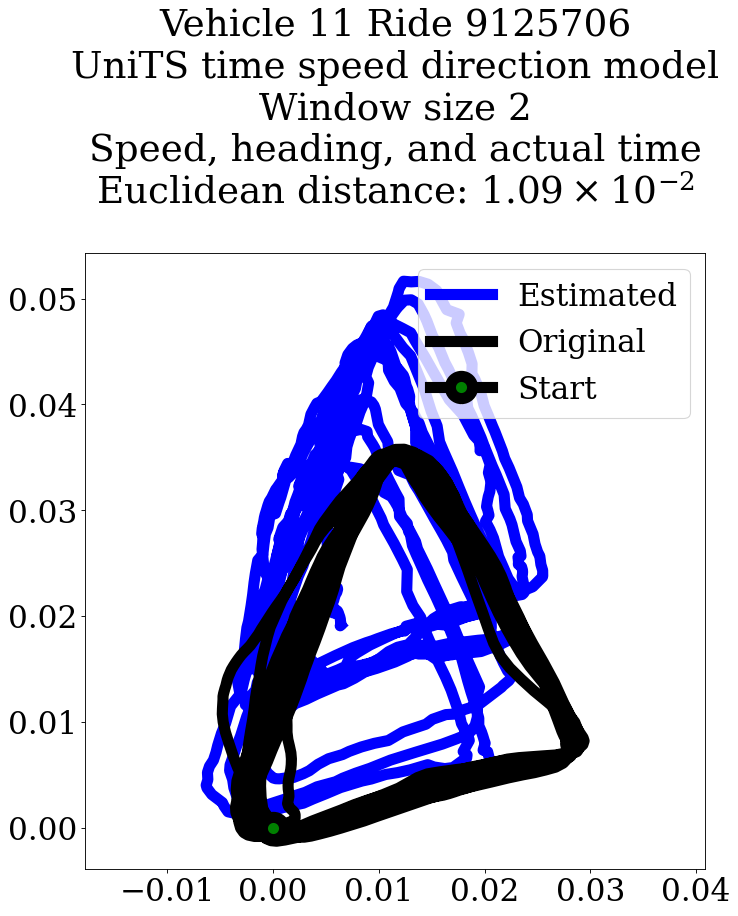 Vehicle 11 Ride 9125706
UniTS time speed direction model
Window size 2
Speed, heading, and actual time
Euclidean distance: 1.09 × 10⁻²
Estimated
Original
Start
0.05
0.04
0.03
0.02
0.01
0.00
−0.01 0.00 0.01 0.02 0.03 0.04